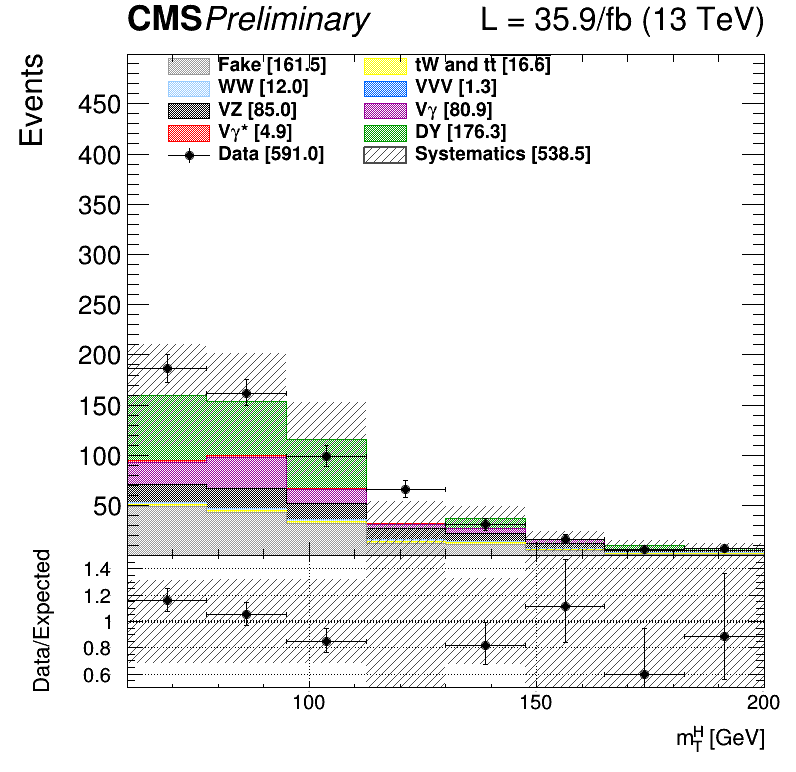 CMS Preliminary L = 35.9/fb (13 TeV)
Events
Fake [161.5] tW and tt̄ [16.6]
WW [12.0] VVV [1.3]
VZ [85.0] Vγ [80.9]
Vγ* [4.9] DY [176.3]
Data [591.0] Systematics [538.5]
450
400
350
300
250
200
150
100
50
Data/Expected
1.4
1.2
1
0.8
0.6
100 150 200
m_T^H [GeV]